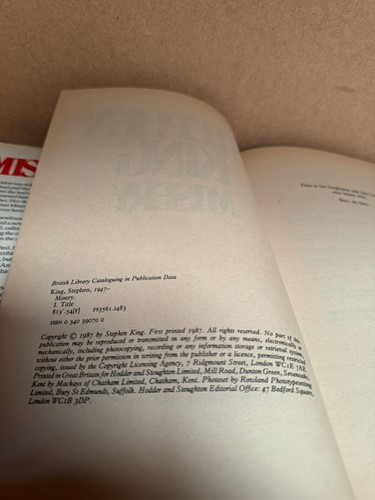 MIS
British Library Cataloguing in Publication Data
King, Stephen, 1947–
Misery.
I. Title
813'.54[F] PS3561.I483
ISBN 0 340 39070 0
Copyright © 1987 by Stephen King. First printed 1987. All rights reserved. No part of this
publication may be reproduced or transmitted in any form or by any means, electronically or
mechanically, including photocopying, recording or any information storage or retrieval system,
without either prior permission in writing from the publisher or a licence, permitting restricted
copying, issued by the Copyright Licensing Agency, 7 Ridgmount Street, London WC1E 7AE.
Printed in Great Britain for Hodder and Stoughton Limited, Mill Road, Dunton Green, Sevenoaks,
Kent by Mackays of Chatham Limited, Chatham, Kent. Photoset by Rowland Phototypesetting
Limited, Bury St Edmunds, Suffolk. Hodder and Stoughton Editorial Office: 47 Bedford Square,
London WC1B 3DP.